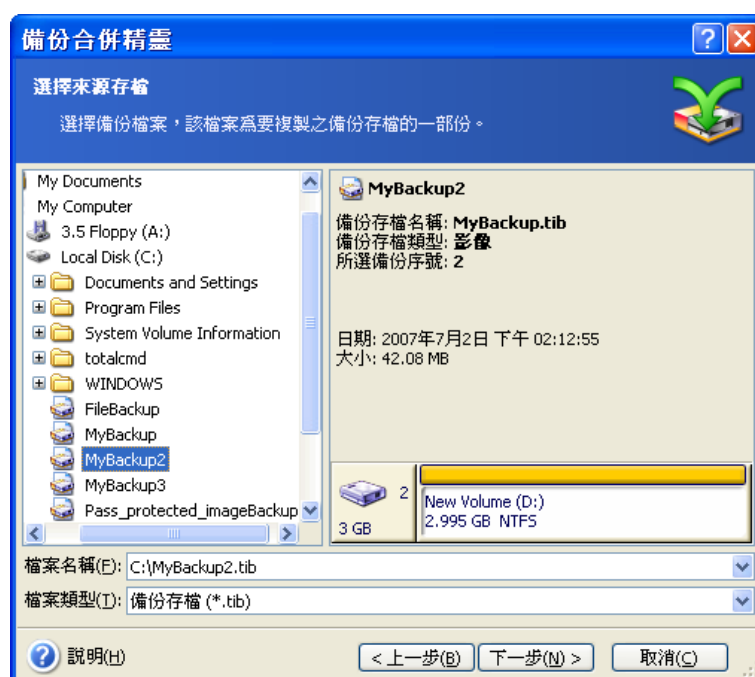 備份合併精靈
選擇來源存檔
選擇備份檔案,該檔案爲要複製之備份存檔的一部份。
My Documents
My Computer
3.5 Floppy (A:)
Local Disk (C:)
Documents and Settings
Program Files
System Volume Information
totalcmd
WINDOWS
FileBackup
MyBackup
MyBackup2
MyBackup3
Pass_protected_imageBackup
MyBackup2
備份存檔名稱: MyBackup.tib
備份存檔類型: 影像
所選備份序號: 2
日期: 2007年7月2日 下午 02:12:55
大小: 42.08 MB
2
3 GB
New Volume (D:)
2.995 GB NTFS
檔案名稱(F): C:\MyBackup2.tib
檔案類型(T): 備份存檔 (*.tib)
說明(H)
< 上一步(B)
下一步(N) >
取消(C)